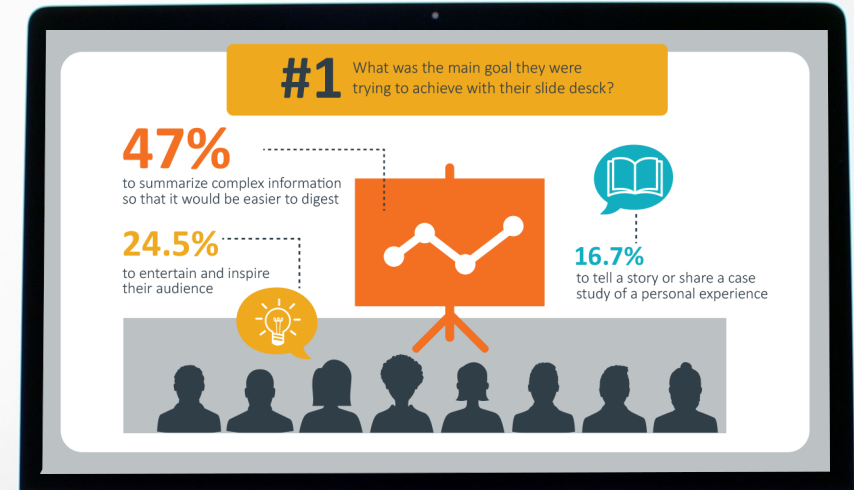 #1 What was the main goal they were
trying to achieve with their slide desck?
47%
to summarize complex information
so that it would be easier to digest
24.5%
to entertain and inspire
their audience
16.7%
to tell a story or share a case
study of a personal experience